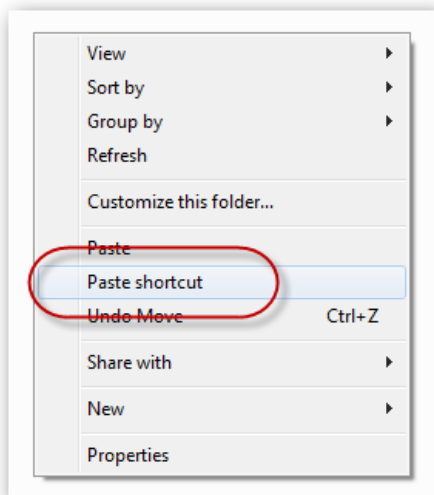 View
Sort by
Group by
Refresh
Customize this folder...
Paste
Paste shortcut
Undo Move Ctrl+Z
Share with
New
Properties